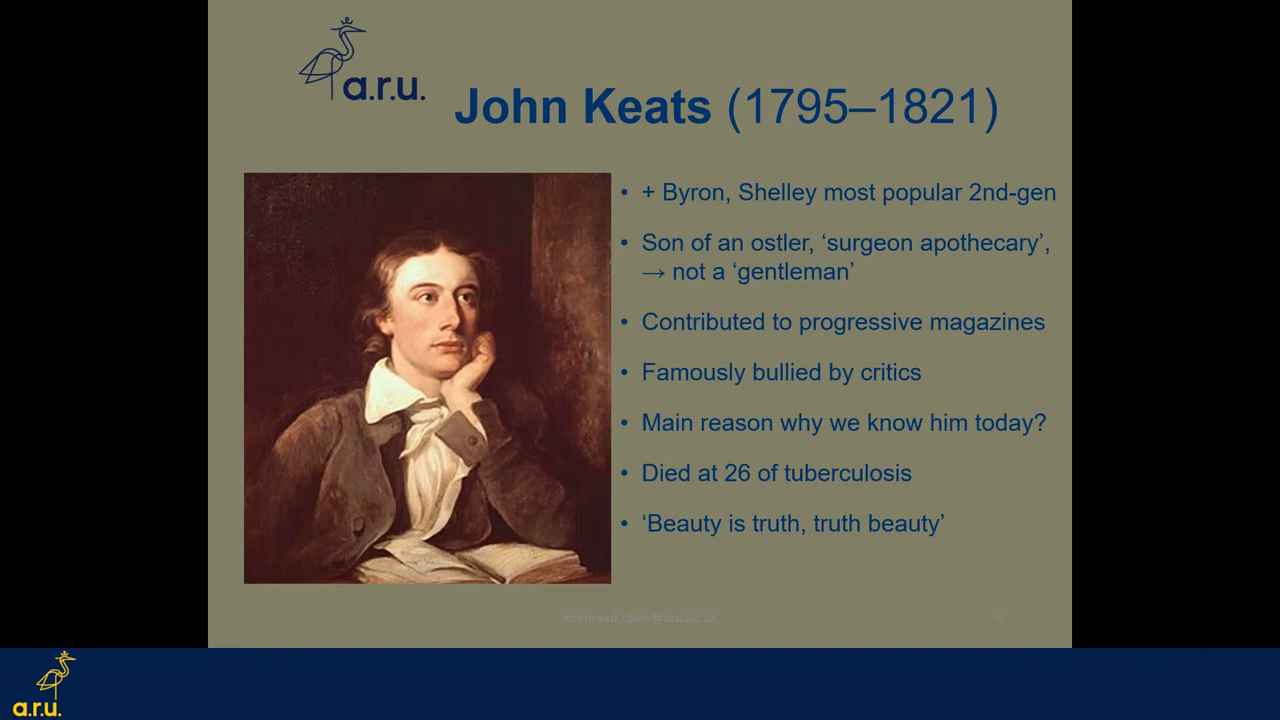 a.r.u.
John Keats (1795–1821)
• + Byron, Shelley most popular 2nd-gen
• Son of an ostler, ‘surgeon apothecary’,
→ not a ‘gentleman’
• Contributed to progressive magazines
• Famously bullied by critics
• Main reason why we know him today?
• Died at 26 of tuberculosis
• ‘Beauty is truth, truth beauty’
koenraad.claes@aru.ac.uk
6
a.r.u.